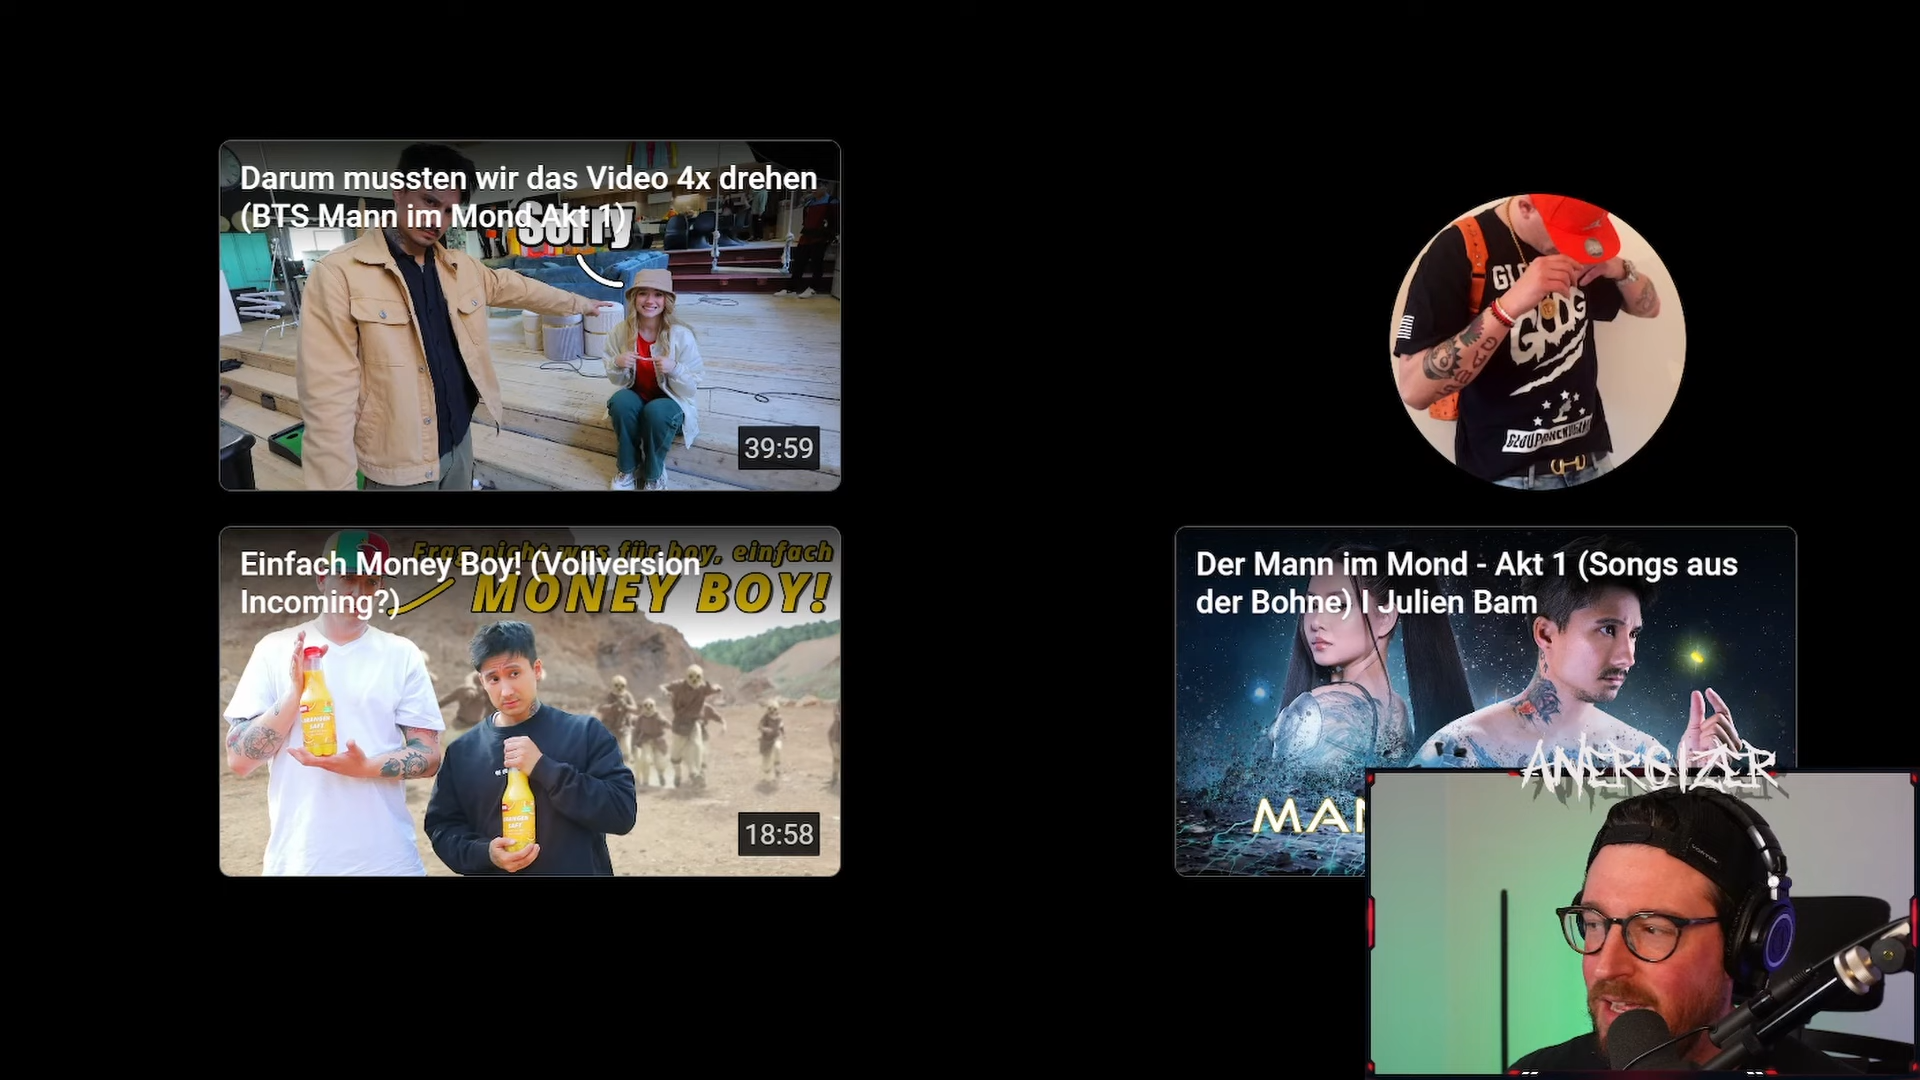 Darum mussten wir das Video 4x drehen
(BTS Mann im Mond Akt 1)
Sorry
39:59
Einfach Money Boy! (Vollversion
Incoming?)
Frag nicht was für boy, einfach
MONEY BOY!
18:58
Der Mann im Mond - Akt 1 (Songs aus
der Bohne) I Julien Bam
ANERGIZER